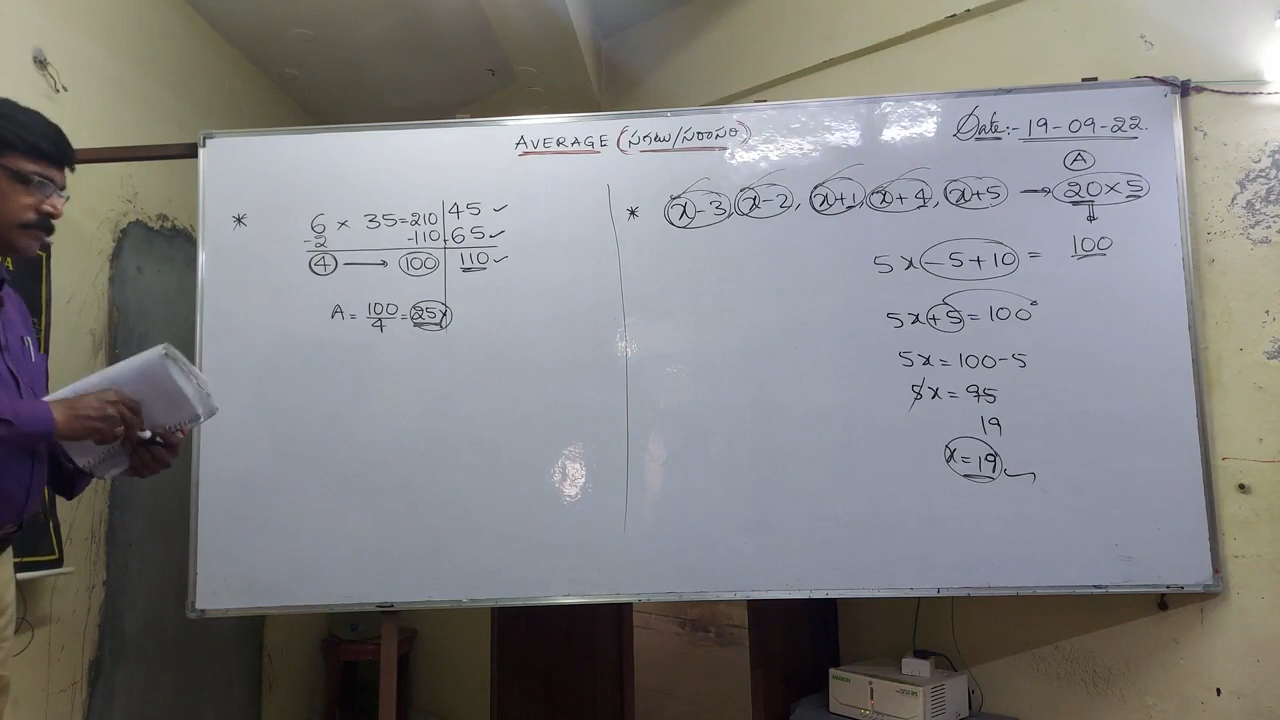 AVERAGE (సగటు/సరాసరి)
Date:- 19-09-22.
* 6 x 35=210 45 ✓
-2 -110 65 ✓
4 → 100 110 ✓
A = 100/4 = 25
* x-3, x-2, x+1, x+4, x+5 → 20×5
A
100
5x -5+10 =
5x+5=100
5x=100-5
5x=95
19
x=19